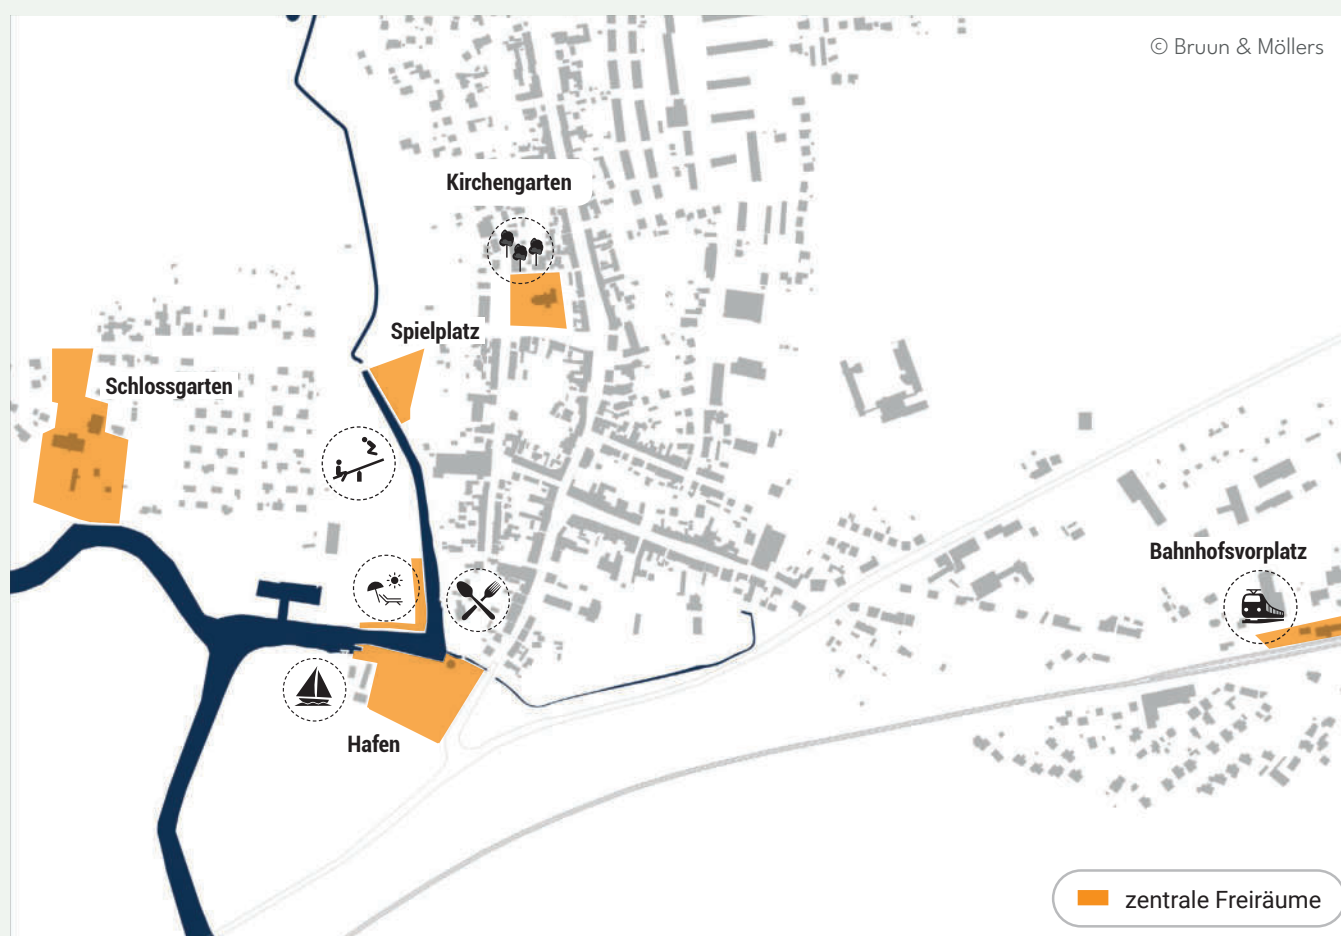 © Bruun & Möllers
Kirchengarten
Spielplatz
Schlossgarten
Bahnhofsvorplatz
Hafen
zentrale Freiräume